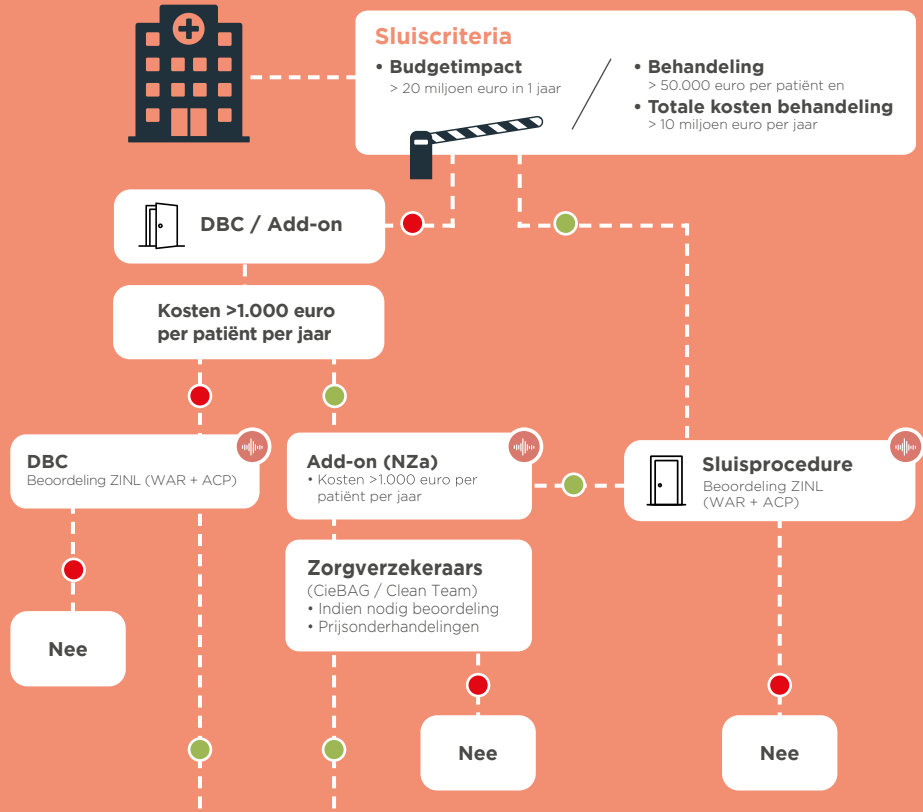 Sluiscriteria
• Budgetimpact
> 20 miljoen euro in 1 jaar
• Behandeling
> 50.000 euro per patiënt en
• Totale kosten behandeling
> 10 miljoen euro per jaar
DBC / Add-on
Kosten >1.000 euro
per patiënt per jaar
DBC
Beoordeling ZINL (WAR + ACP)
Add-on (NZa)
• Kosten >1.000 euro per
patiënt per jaar
Sluisprocedure
Beoordeling ZINL
(WAR + ACP)
Zorgverzekeraars
(CieBAG / Clean Team)
• Indien nodig beoordeling
• Prijsonderhandelingen
Nee
Nee
Nee